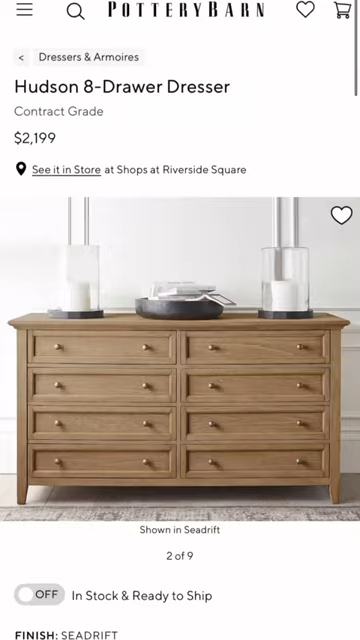 POTTERYBARN
< Dressers & Armoires
Hudson 8-Drawer Dresser
Contract Grade
$2,199
See it in Store at Shops at Riverside Square
Shown in Seadrift
2 of 9
OFF In Stock & Ready to Ship
FINISH: SEADRIFT